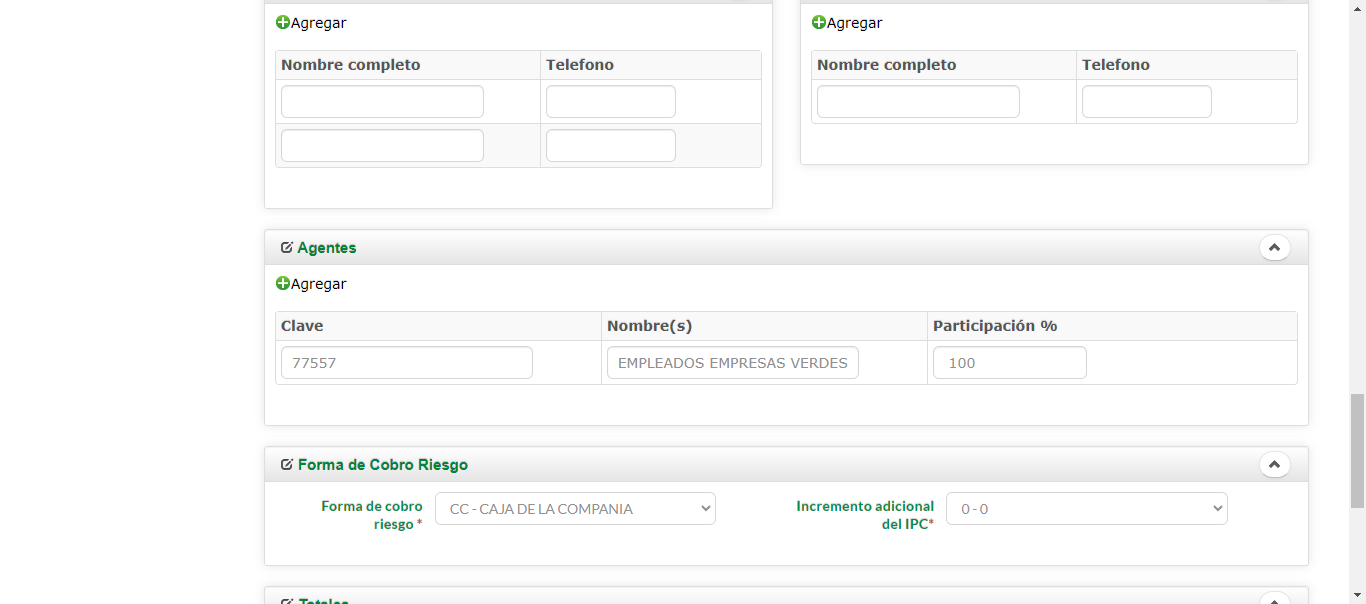 Agregar
Agregar
Nombre completo Telefono
Nombre completo Telefono
Agentes
Agregar
Clave Nombre(s) Participación %
77557 EMPLEADOS EMPRESAS VERDES 100
Forma de Cobro Riesgo
Forma de cobro riesgo * CC - CAJA DE LA COMPANIA
Incremento adicional del IPC* 0 - 0
Totales